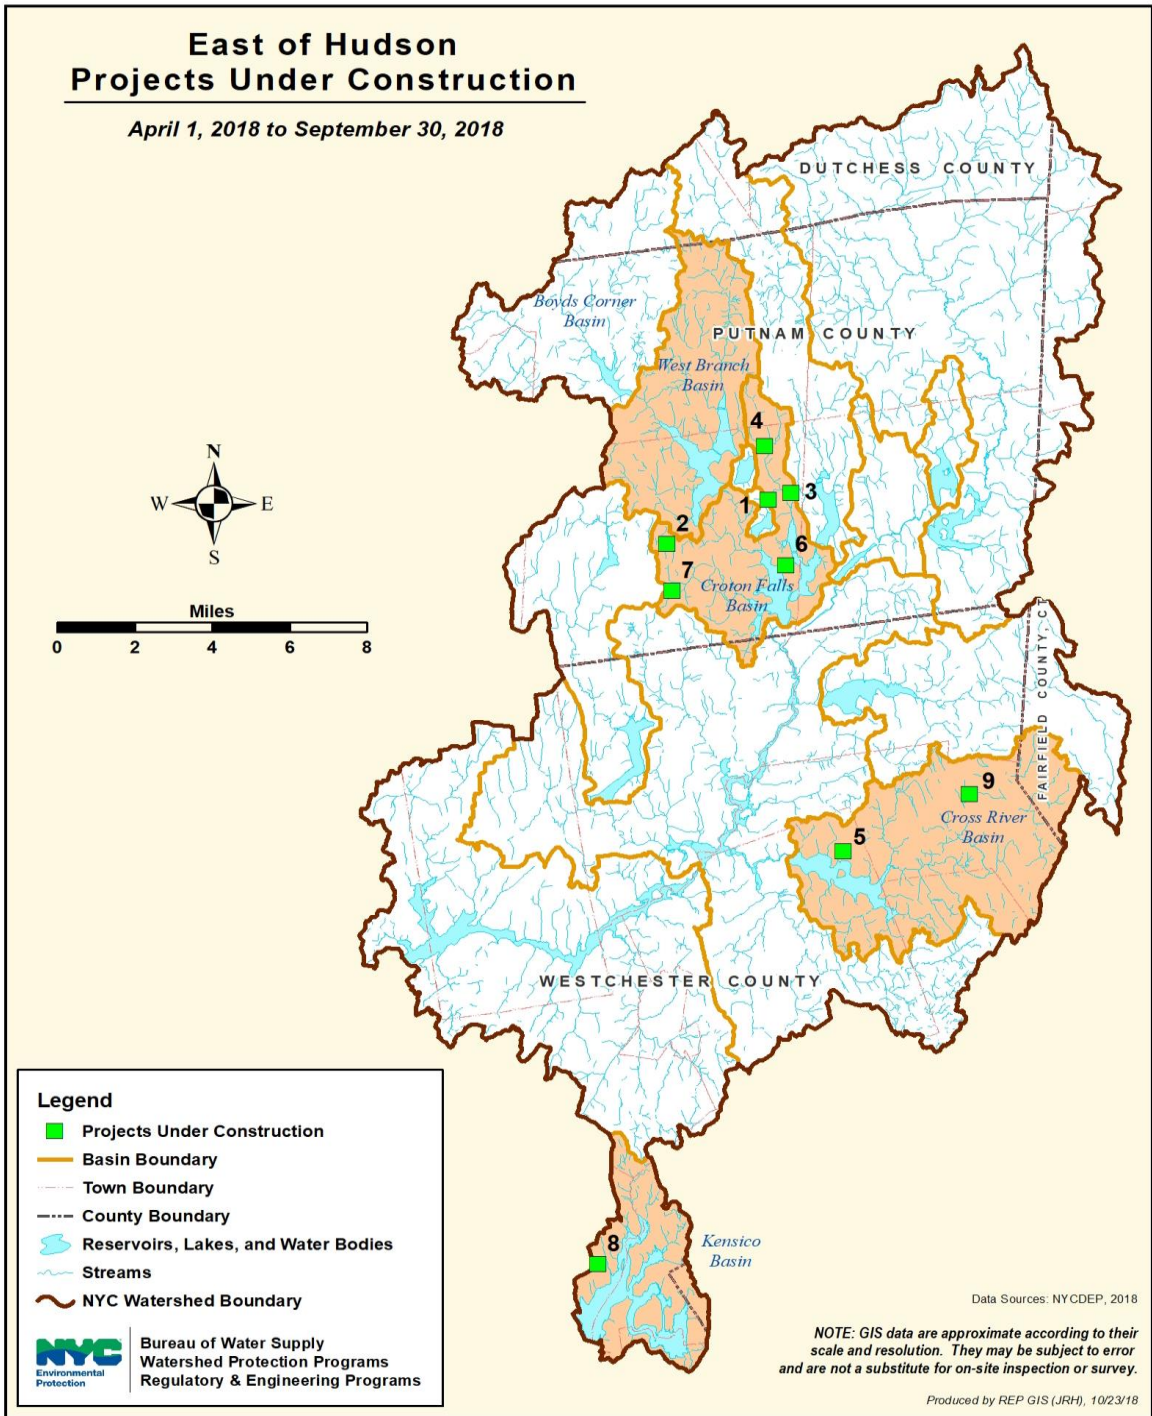 East of Hudson
Projects Under Construction
April 1, 2018 to September 30, 2018
DUTCHESS COUNTY
Boyds Corner
Basin
PUTNAM COUNTY
West Branch
Basin
4
N
W E
S
1
3
2
6
7
Croton Falls
Basin
Miles
0 2 4 6 8
FAIRFIELD COUNTY, CT
9
Cross River
Basin
5
WESTCHESTER COUNTY
8
Kensico
Basin
Legend
Projects Under Construction
Basin Boundary
Town Boundary
County Boundary
Reservoirs, Lakes, and Water Bodies
Streams
NYC Watershed Boundary
NYC
Environmental
Protection
Bureau of Water Supply
Watershed Protection Programs
Regulatory & Engineering Programs
Data Sources: NYCDEP, 2018
NOTE: GIS data are approximate according to their
scale and resolution. They may be subject to error
and are not a substitute for on-site inspection or survey.
Produced by REP GIS (JRH), 10/23/18